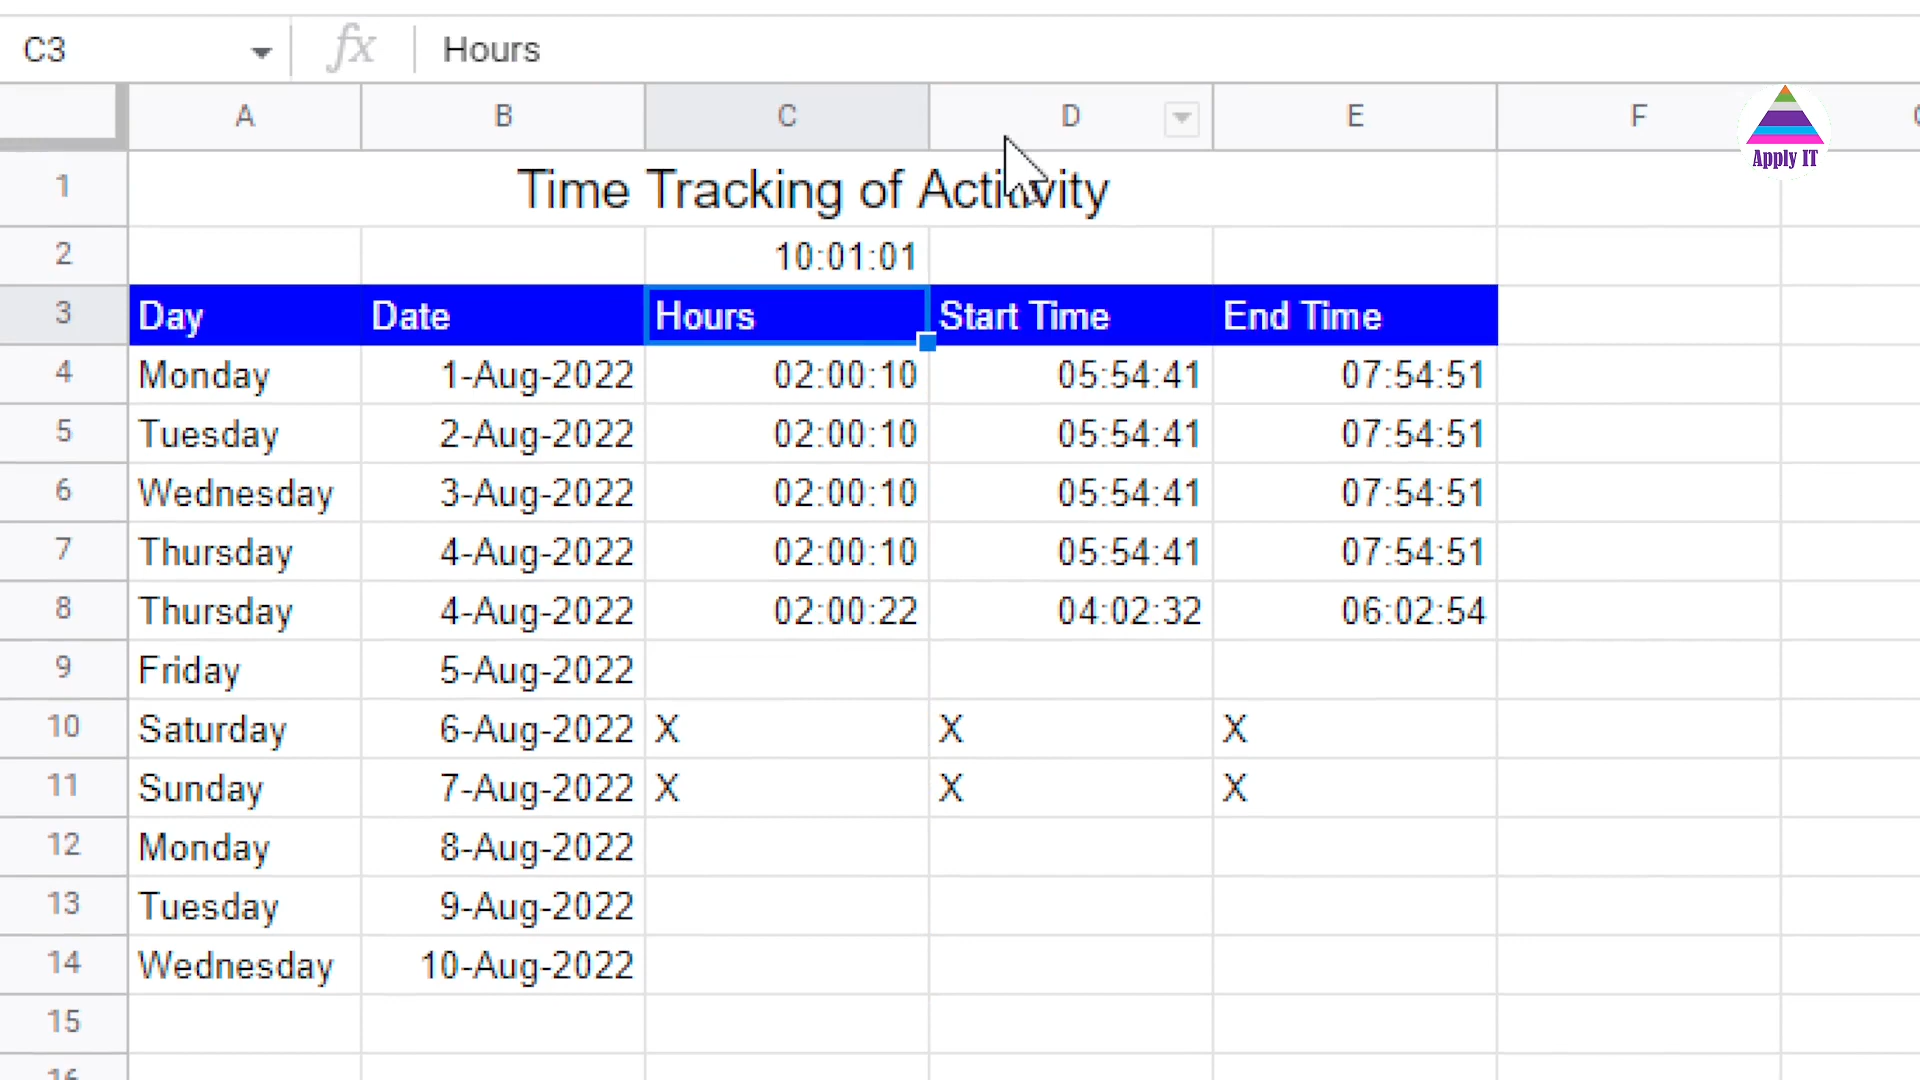 C3 fx Hours
A B C D E F
Apply IT
1 Time Tracking of Activity
2 10:01:01
3 Day Date Hours Start Time End Time
4 Monday 1-Aug-2022 02:00:10 05:54:41 07:54:51
5 Tuesday 2-Aug-2022 02:00:10 05:54:41 07:54:51
6 Wednesday 3-Aug-2022 02:00:10 05:54:41 07:54:51
7 Thursday 4-Aug-2022 02:00:10 05:54:41 07:54:51
8 Thursday 4-Aug-2022 02:00:22 04:02:32 06:02:54
9 Friday 5-Aug-2022
10 Saturday 6-Aug-2022 X X X
11 Sunday 7-Aug-2022 X X X
12 Monday 8-Aug-2022
13 Tuesday 9-Aug-2022
14 Wednesday 10-Aug-2022
15
16